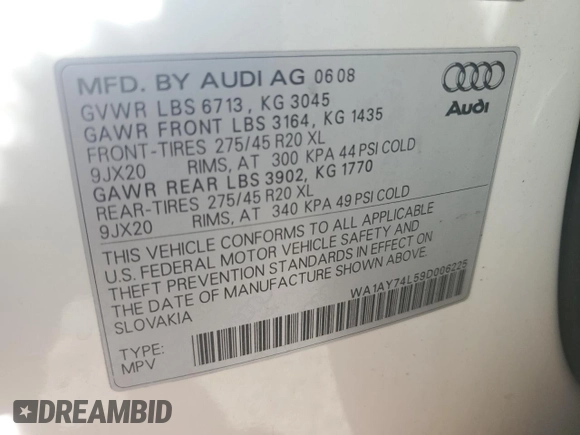 MFD. BY AUDI AG 0608
GVWR LBS 6713, KG 3045
GAWR FRONT LBS 3164, KG 1435
FRONT-TIRES 275/45 R20 XL
9JX20 RIMS, AT 300 KPA 44 PSI COLD
GAWR REAR LBS 3902, KG 1770
REAR-TIRES 275/45 R20 XL
9JX20 RIMS, AT 340 KPA 49 PSI COLD
THIS VEHICLE CONFORMS TO ALL APPLICABLE
U.S. FEDERAL MOTOR VEHICLE SAFETY AND
THEFT PREVENTION STANDARDS IN EFFECT ON
THE DATE OF MANUFACTURE SHOWN ABOVE
SLOVAKIA
WA1AY74L59D006225
TYPE:
MPV
Audi
DREAMBID